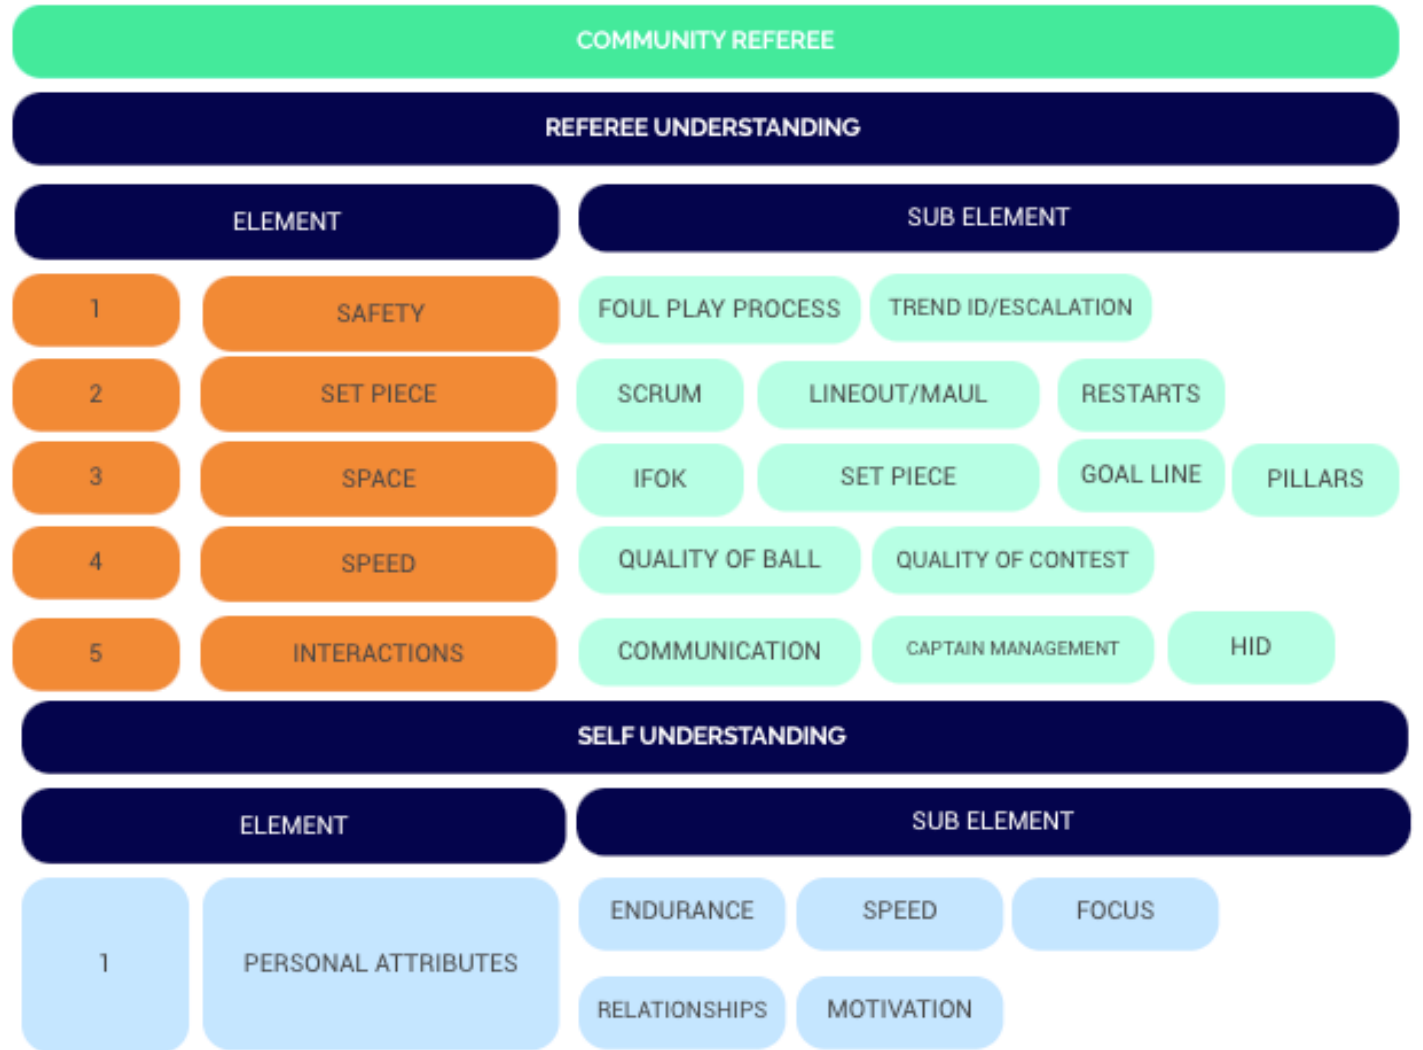 COMMUNITY REFEREE
REFEREE UNDERSTANDING
ELEMENT SUB ELEMENT
1 SAFETY FOUL PLAY PROCESS TREND ID/ESCALATION
2 SET PIECE SCRUM LINEOUT/MAUL RESTARTS
3 SPACE IFOK SET PIECE GOAL LINE PILLARS
4 SPEED QUALITY OF BALL QUALITY OF CONTEST
5 INTERACTIONS COMMUNICATION CAPTAIN MANAGEMENT HID
SELF UNDERSTANDING
ELEMENT SUB ELEMENT
1 PERSONAL ATTRIBUTES ENDURANCE SPEED FOCUS
RELATIONSHIPS MOTIVATION